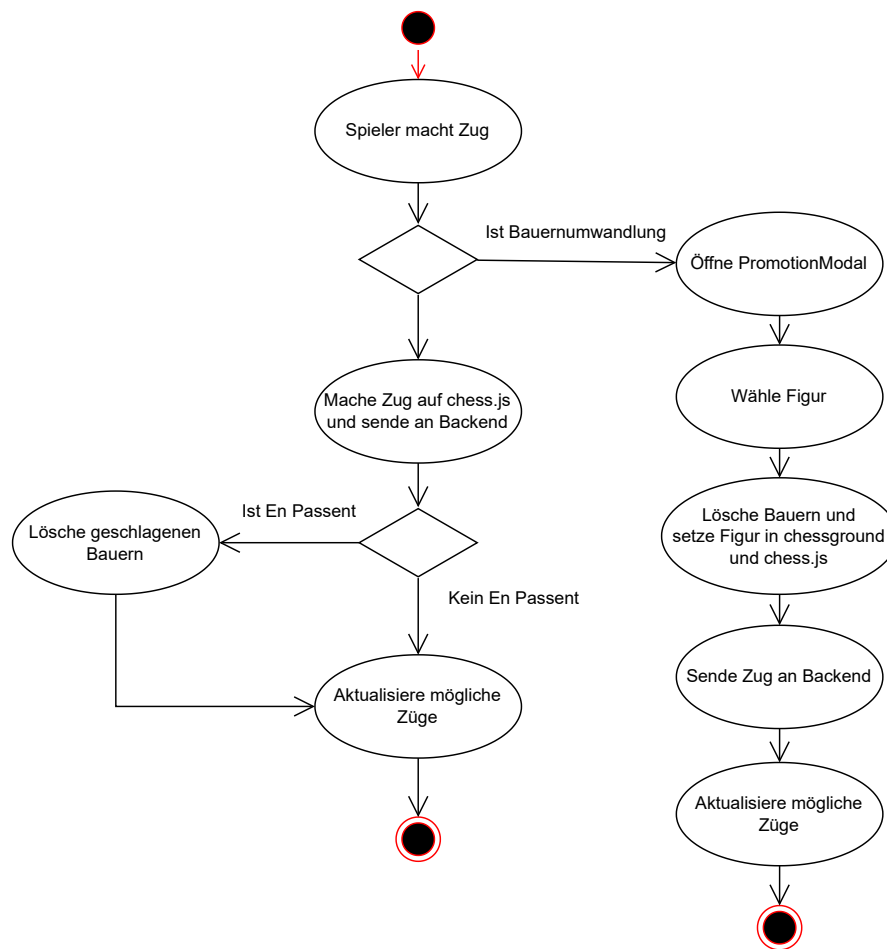 Spieler macht Zug
Ist Bauernumwandlung
Öffne PromotionModal
Mache Zug auf chess.js
und sende an Backend
Wähle Figur
Ist En Passent
Lösche geschlagenen
Bauern
Lösche Bauern und
setze Figur in chessground
und chess.js
Kein En Passent
Sende Zug an Backend
Aktualisiere mögliche
Züge
Aktualisiere mögliche
Züge